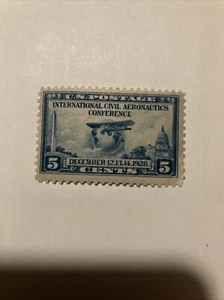 U.S. POSTAGE
INTERNATIONAL CIVIL AERONAUTICS
CONFERENCE
DECEMBER 12.13.14.1928.
5 CENTS 5